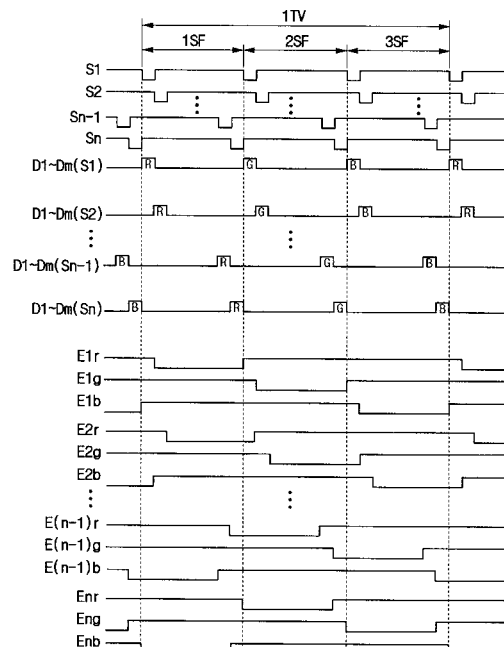 1TV
1SF 2SF 3SF
S1
S2
Sn-1
Sn
D1~Dm(S1) R G B R
D1~Dm(S2) R G B R
D1~Dm(Sn-1) B R G B
D1~Dm(Sn) B R G B
E1r
E1g
E1b
E2r
E2g
E2b
E(n-1)r
E(n-1)g
E(n-1)b
Enr
Eng
Enb